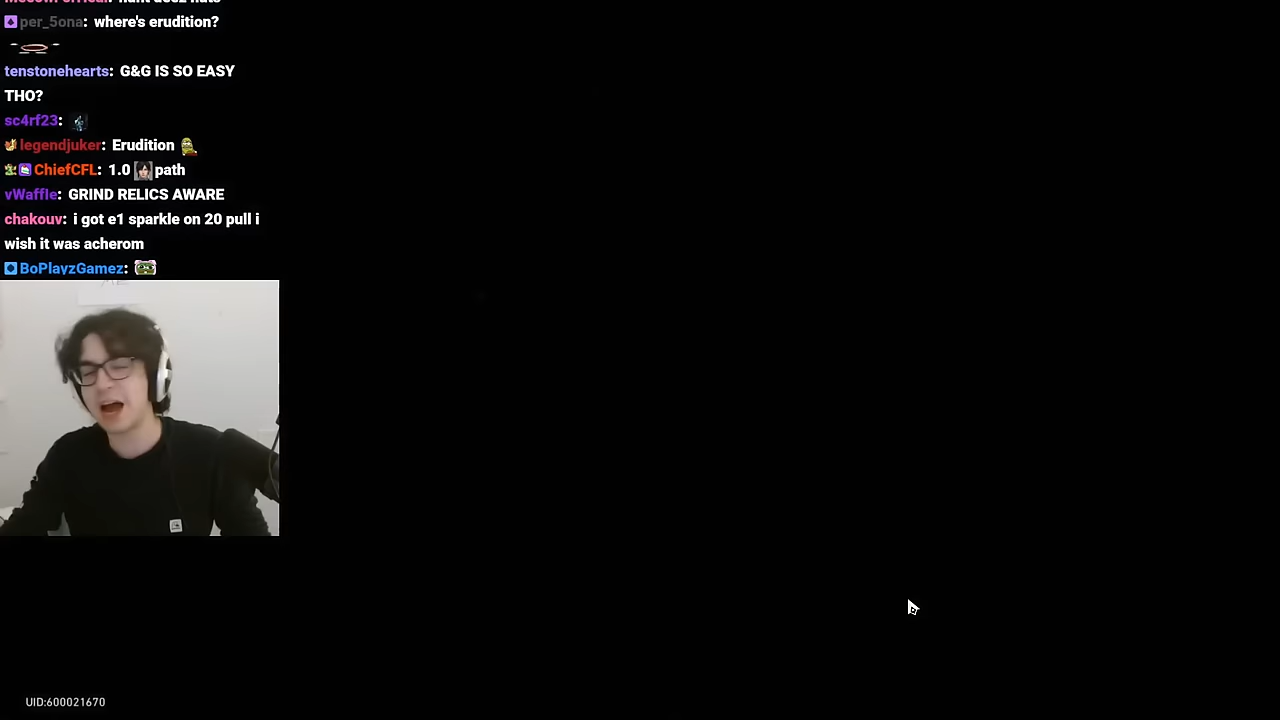 per_5ona: where's erudition?
tenstonehearts: G&G IS SO EASY
THO?
sc4rf23:
legendjuker: Erudition
ChiefCFL: 1.0 path
vWaffle: GRIND RELICS AWARE
chakouv: i got e1 sparkle on 20 pull i
wish it was acherom
BoPlayzGamez:
UID:600021670